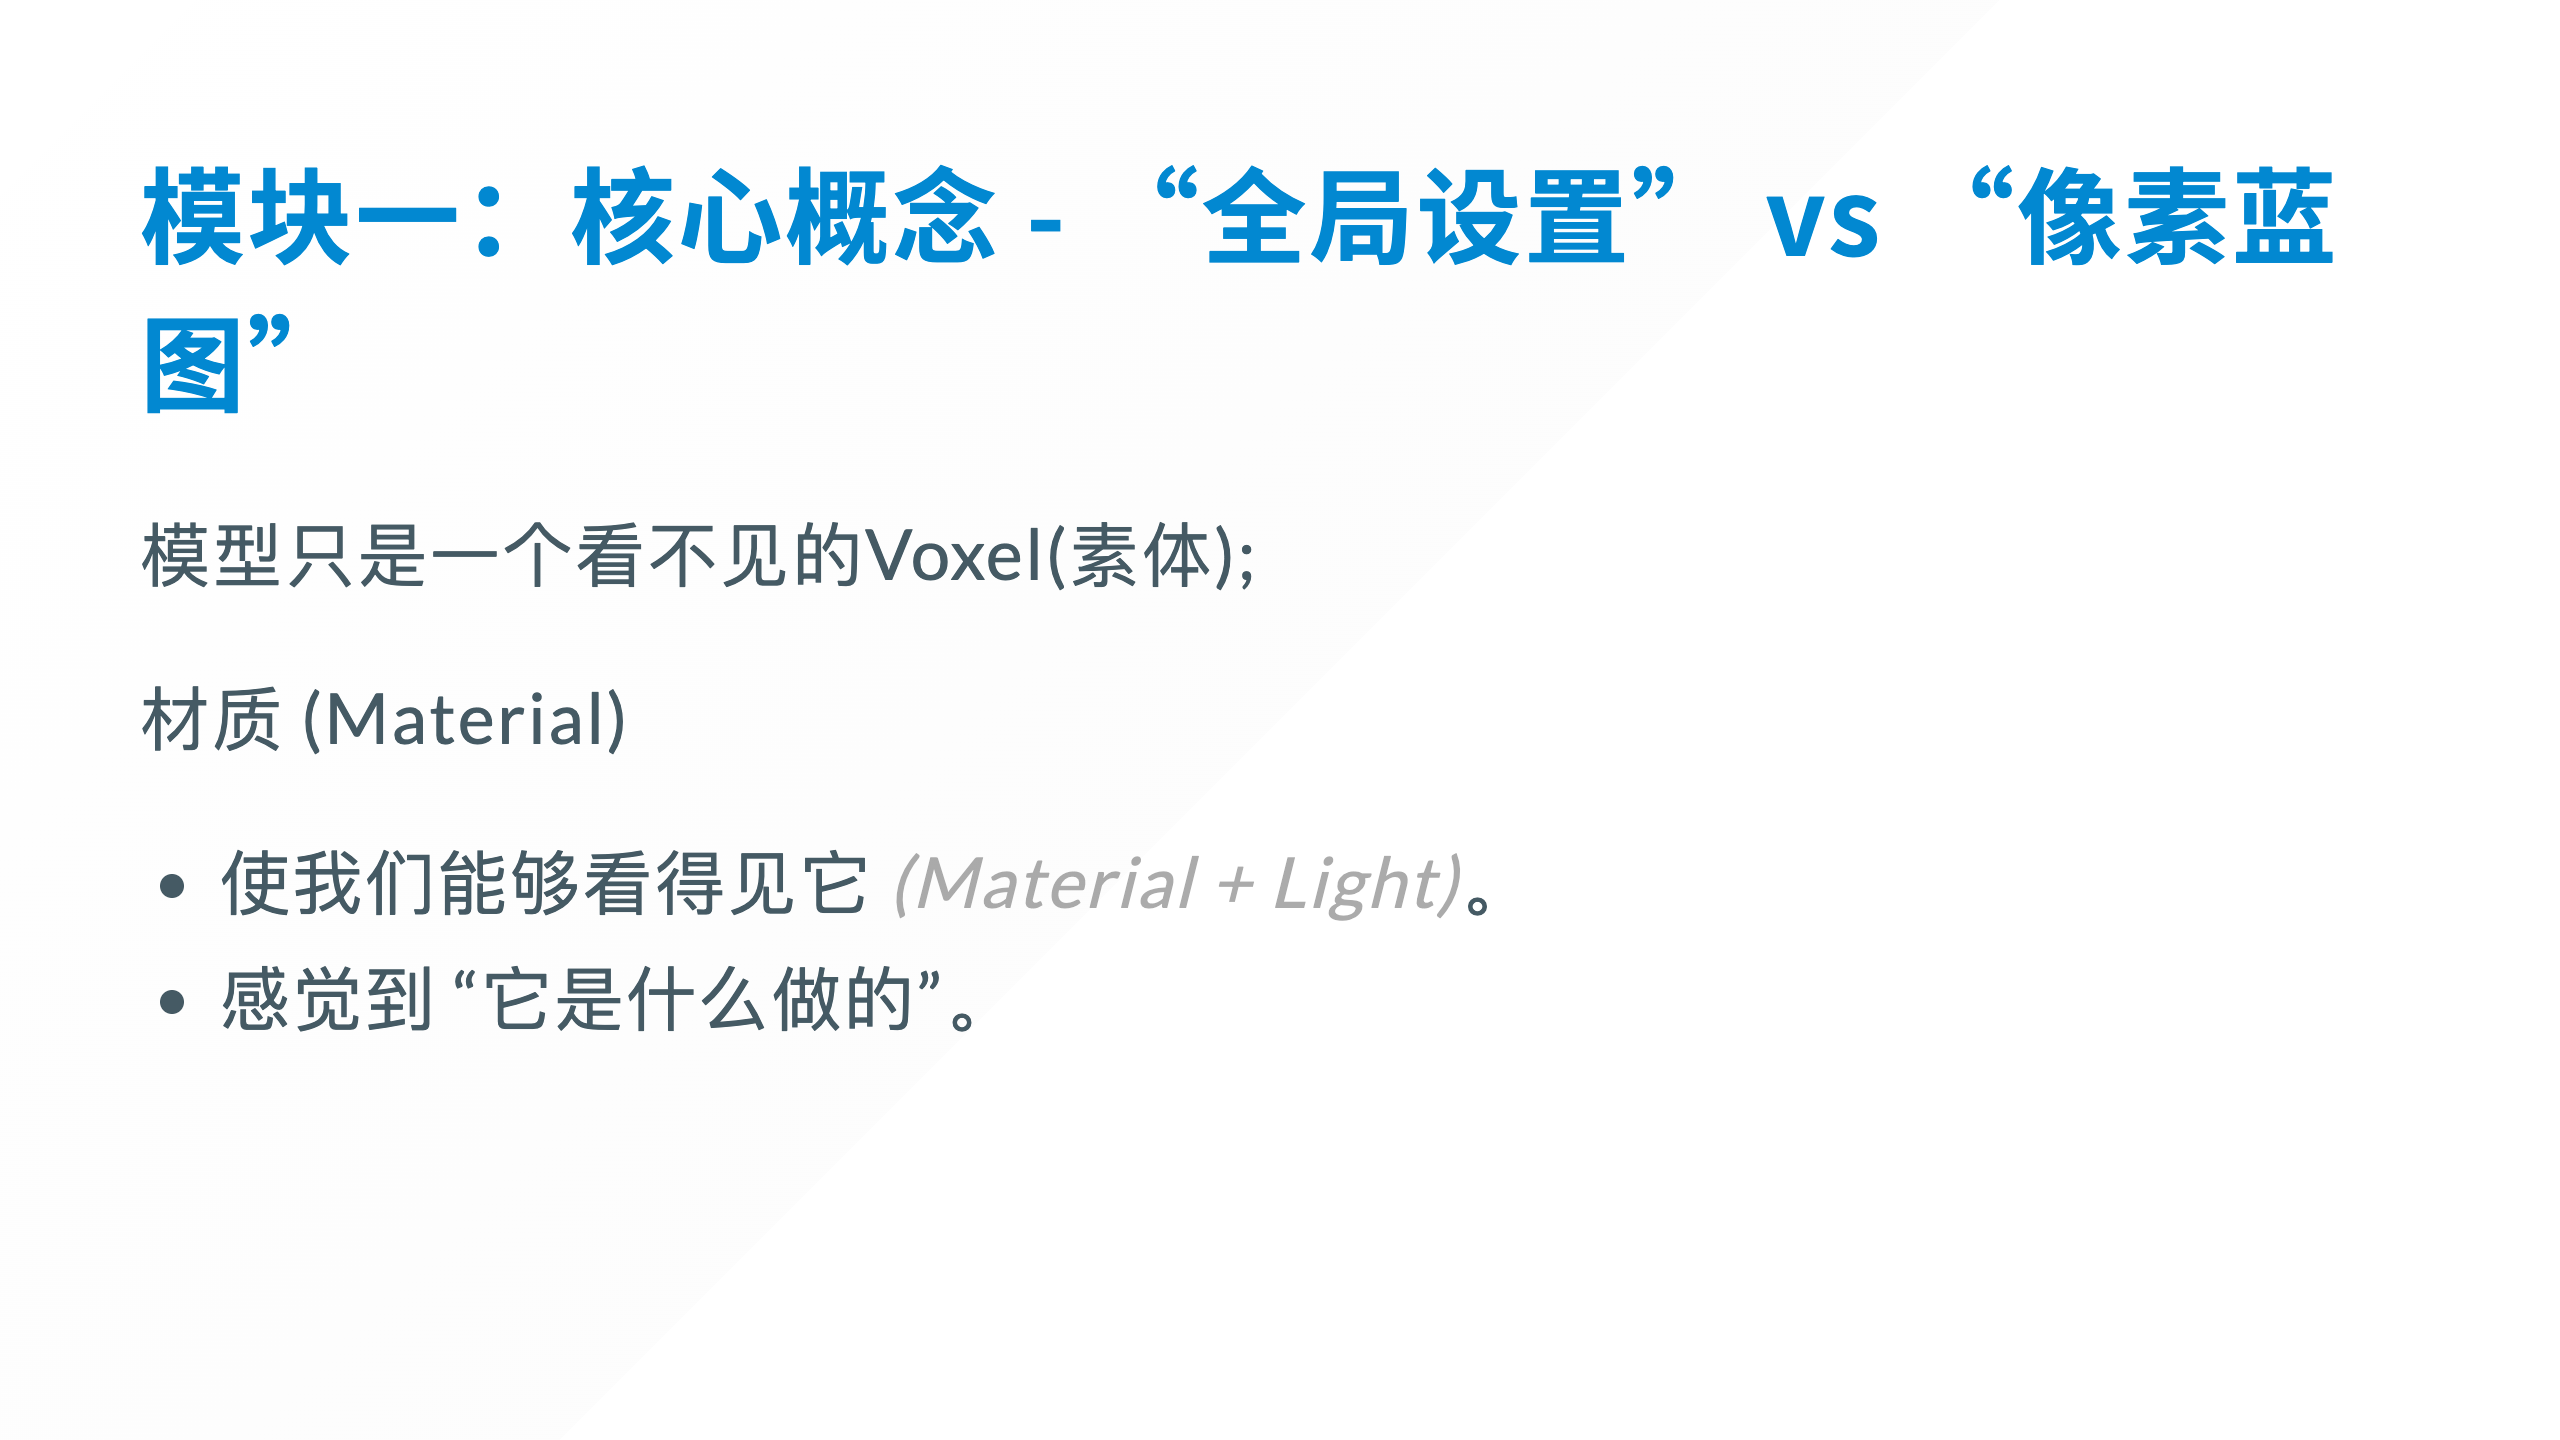 模块一：核心概念 - “全局设置” vs “像素蓝
图”
模型只是一个看不见的Voxel(素体);
材质 (Material)
• 使我们能够看得见它 (Material + Light)。
• 感觉到 “它是什么做的”。